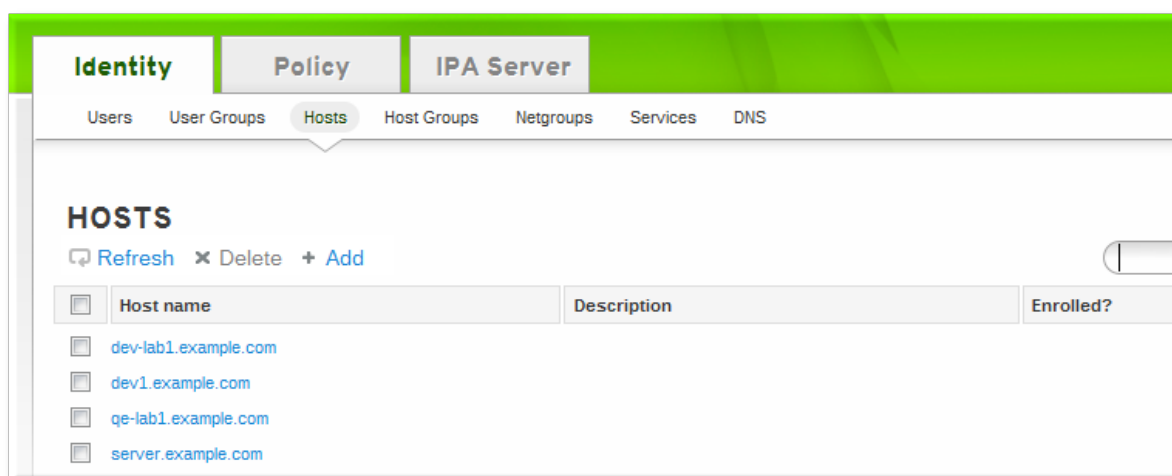 Identity Policy IPA Server
Users User Groups Hosts Host Groups Netgroups Services DNS
HOSTS
Refresh Delete + Add
Host name Description Enrolled?
dev-lab1.example.com
dev1.example.com
qe-lab1.example.com
server.example.com